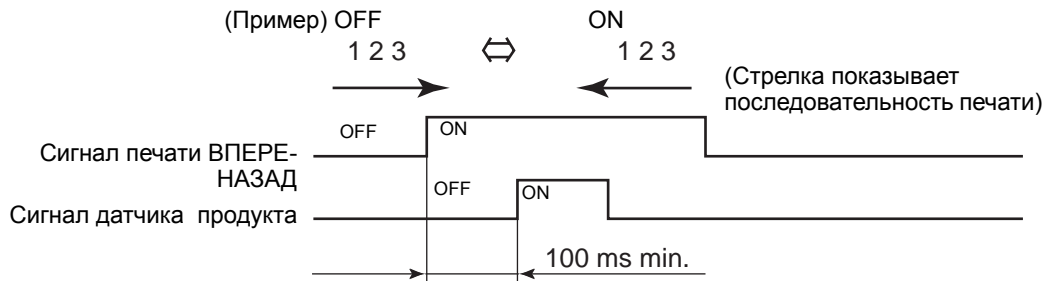 (Пример) OFF
ON
1 2 3
1 2 3
(Стрелка показывает
последовательность печати)
OFF
ON
Сигнал печати ВПЕРЕ-
НАЗАД
OFF
ON
Сигнал датчика продукта
100 ms min.